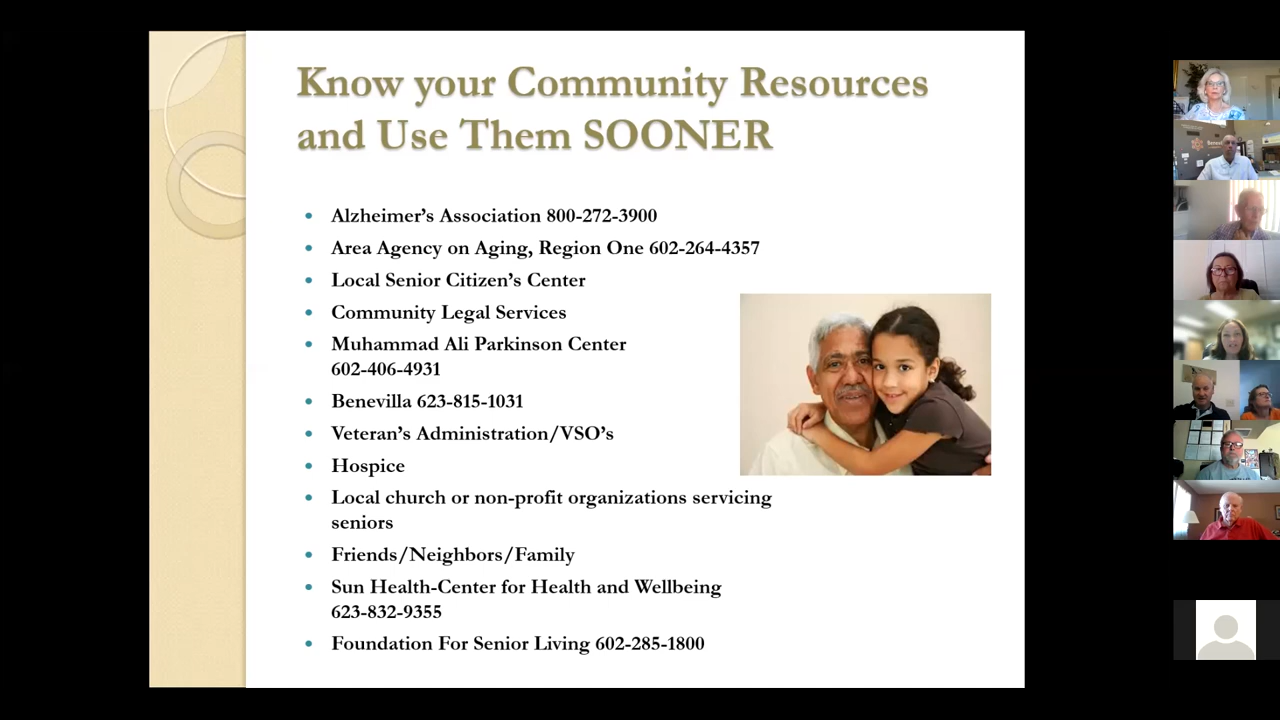 Know your Community Resources
and Use Them SOONER
Alzheimer’s Association 800-272-3900
Area Agency on Aging, Region One 602-264-4357
Local Senior Citizen’s Center
Community Legal Services
Muhammad Ali Parkinson Center
602-406-4931
Benevilla 623-815-1031
Veteran’s Administration/VSO’s
Hospice
Local church or non-profit organizations servicing
seniors
Friends/Neighbors/Family
Sun Health-Center for Health and Wellbeing
623-832-9355
Foundation For Senior Living 602-285-1800